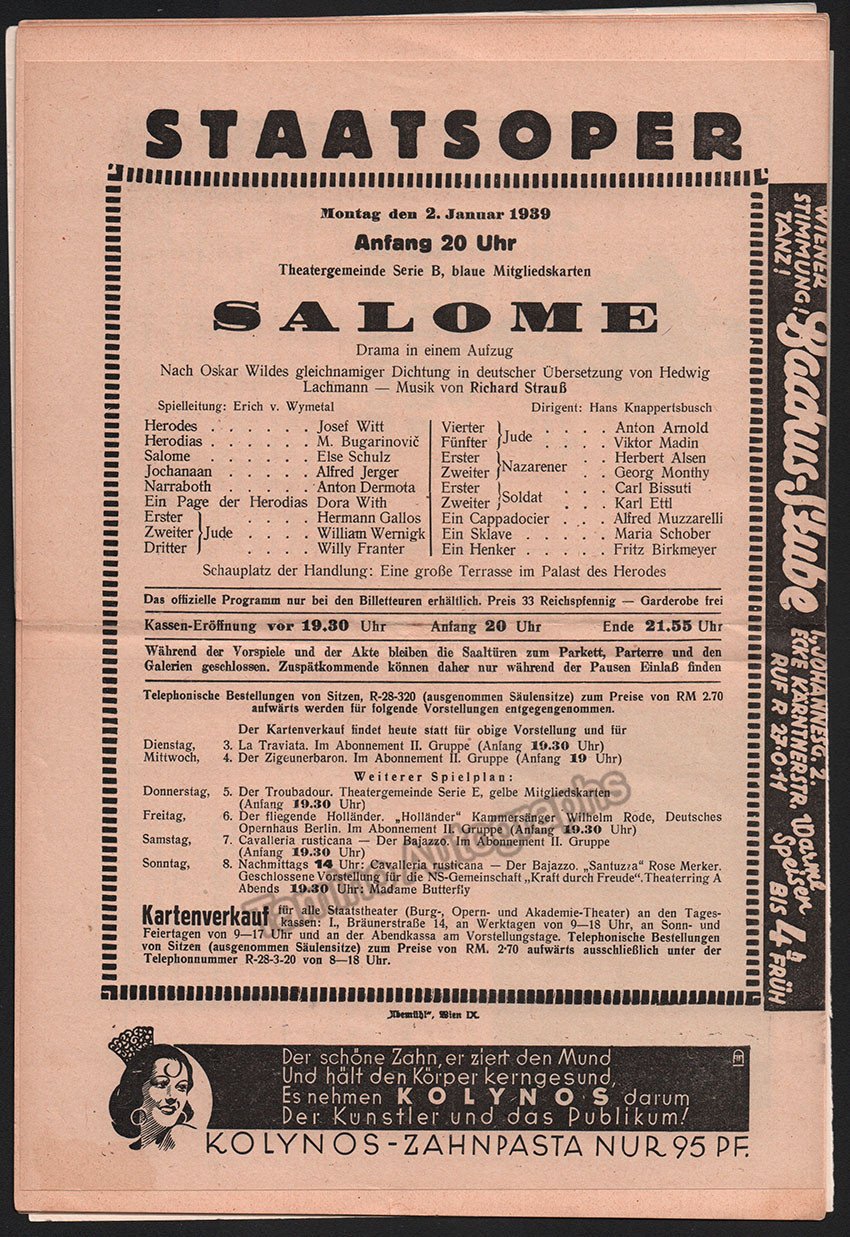 STAATSOPER
Montag den 2. Januar 1939
Anfang 20 Uhr
Theatergemeinde Serie B, blaue Mitgliedskarten
SALOME
Drama in einem Aufzug
Nach Oskar Wildes gleichnamiger Dichtung in deutscher Übersetzung von Hedwig
Lachmann — Musik von Richard Strauß
Spielleitung: Erich v. Wymetal
Dirigent: Hans Knappertsbusch
Herodes . . . . . . Josef Witt
Herodias . . . . . . M. Bugarinovič
Salome . . . . . . Else Schulz
Jochanaan . . . . . Alfred Jerger
Narraboth . . . . . Anton Dermota
Ein Page der Herodias Dora With
Erster } . . . . Hermann Gallos
Zweiter } Jude . . . . William Wernigk
Dritter } . . . . Willy Franter
Vierter } Jude . . . . Anton Arnold
Fünfter } . . . . Viktor Madin
Erster } Nazarener . . Herbert Alsen
Zweiter } . . Georg Monthy
Erster } Soldat . . . Carl Bissuti
Zweiter } . . . Karl Ettl
Ein Cappadocier . . . Alfred Muzzarelli
Ein Sklave . . . . . Maria Schober
Ein Henker . . . . . Fritz Birkmeyer
Schauplatz der Handlung: Eine große Terrasse im Palast des Herodes
Das offizielle Programm nur bei den Billetteuren erhältlich. Preis 33 Reichspfennig — Garderobe frei
Kassen-Eröffnung vor 19.30 Uhr Anfang 20 Uhr Ende 21.55 Uhr
Während der Vorspiele und der Akte bleiben die Saaltüren zum Parkett, Parterre und den
Galerien geschlossen. Zuspätkommende können daher nur während der Pausen Einlaß finden
Telephonische Bestellungen von Sitzen, R-28-320 (ausgenommen Säulensitze) zum Preise von RM 2.70
aufwärts werden für folgende Vorstellungen entgegengenommen.
Der Kartenverkauf findet heute statt für obige Vorstellung und für
Dienstag, 3. La Traviata. Im Abonnement II. Gruppe (Anfang 19.30 Uhr)
Mittwoch, 4. Der Zigeunerbaron. Im Abonnement II. Gruppe (Anfang 19 Uhr)
Weiterer Spielplan:
Donnerstag, 5. Der Troubadour. Theatergemeinde Serie E, gelbe Mitgliedskarten
(Anfang 19.30 Uhr)
Freitag, 6. Der fliegende Holländer. „Holländer" Kammersänger Wilhelm Rode, Deutsches
Opernhaus Berlin. Im Abonnement II. Gruppe (Anfang 19.30 Uhr)
Samstag, 7. Cavalleria rusticana — Der Bajazzo. Im Abonnement II. Gruppe
(Anfang 19.30 Uhr)
Sonntag, 8. Nachmittags 14 Uhr: Cavalleria rusticana — Der Bajazzo. „Santuzza" Rose Merker.
Geschlossene Vorstellung für die NS-Gemeinschaft „Kraft durch Freude". Theaterring A
Abends 19.30 Uhr: Madame Butterfly
Kartenverkauf für alle Staatstheater (Burg-, Opern- und Akademie-Theater) an den Tages-
kassen: I., Bräunerstraße 14, an Werktagen von 9—18 Uhr, an Sonn- und
Feiertagen von 9—17 Uhr und an der Abendkassa am Vorstellungstage. Telephonische Bestellungen
von Sitzen (ausgenommen Säulensitze) zum Preise von RM. 2·70 aufwärts ausschließlich unter der
Telephonnummer R-28-3-20 von 8—18 Uhr.
„Abemühl", Wien IX.
WIENER
STIMMUNG!
TANZ!
Bacchus-Stube
I., JOHANNESG. 2,
ECKE KÄRNTNERSTR.
RUF R 27-0-11
Warme
Speisen
BIS 4h FRÜH
Der schöne Zahn, er ziert den Mund
Und hält den Körper kerngesund,
Es nehmen KOLYNOS darum
Der Künstler und das Publikum!
KOLYNOS-ZAHNPASTA NUR 95 PF.
Tamino Autographs